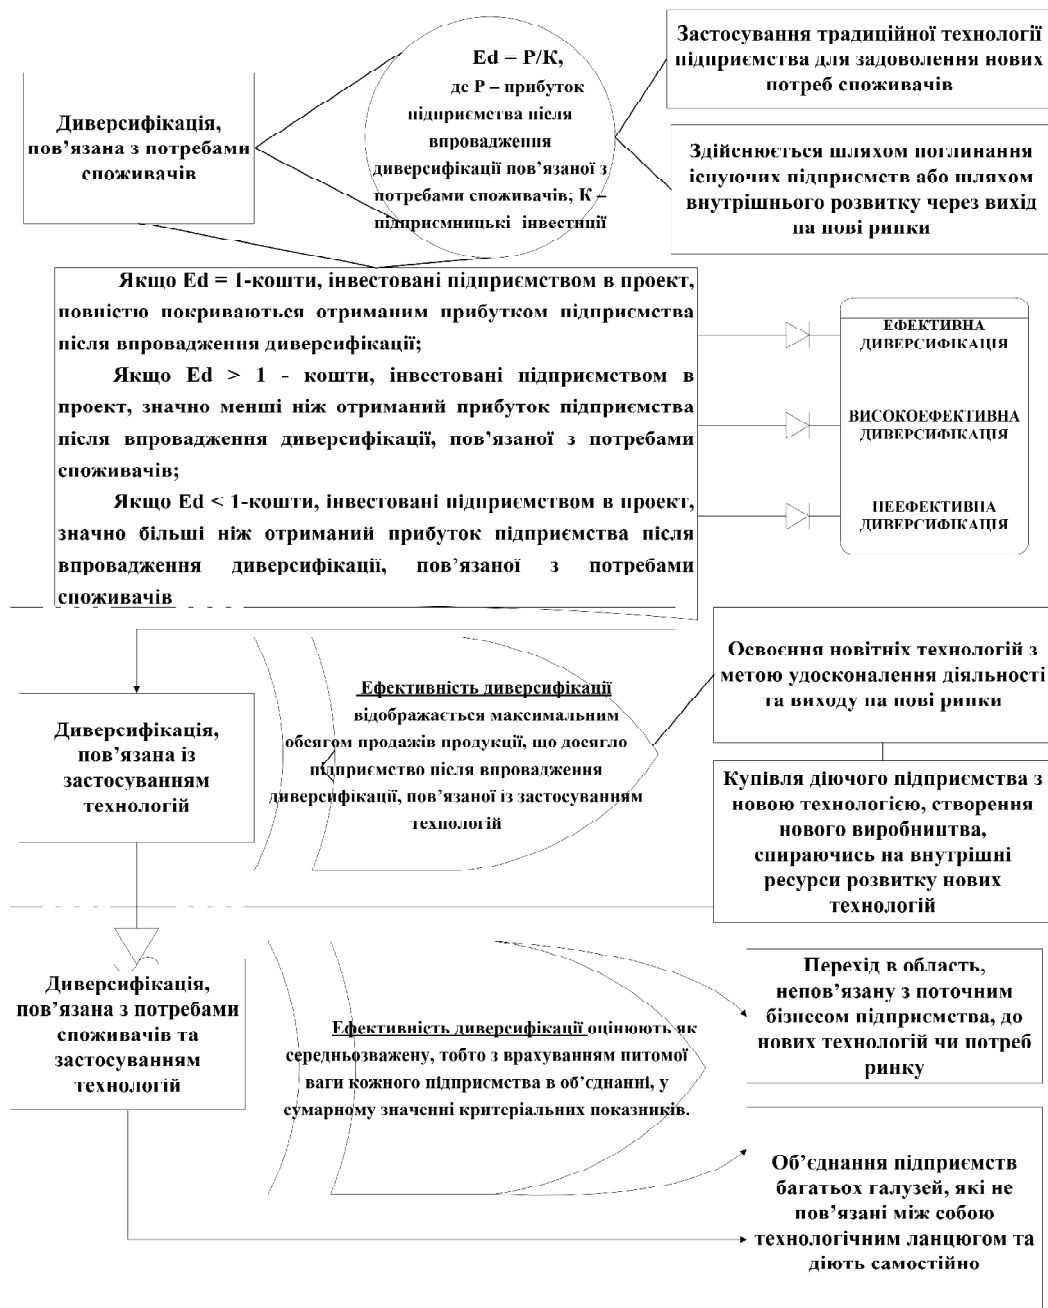 Диверсифікація,
пов’язана з потребами
споживачів
Ed – P/К,
де Р – прибуток
підприємства після
впровадження
диверсифікації пов’язаної з
потребами споживачів; К –
підприємницькі інвестиції
Застосування традиційної технології
підприємства для задоволення нових
потреб споживачів
Здійснюється шляхом поглинання
існуючих підприємств або шляхом
внутрішнього розвитку через вихід
на нові ринки
Якщо Ed = 1-кошти, інвестовані підприємством в проект,
повністю покриваються отриманим прибутком підприємства
після впровадження диверсифікації;
Якщо Ed > 1 - кошти, інвестовані підприємством в
проект, значно менші ніж отриманий прибуток підприємства
після впровадження диверсифікації, пов’язаної з потребами
споживачів;
Якщо Ed < 1-кошти, інвестовані підприємством в проект,
значно більші ніж отриманий прибуток підприємства після
впровадження диверсифікації, пов’язаної з потребами
споживачів
ЕФЕКТИВНА
ДИВЕРСИФІКАЦІЯ
ВИСОКОЕФЕКТИВНА
ДИВЕРСИФІКАЦІЯ
НЕЕФЕКТИВНА
ДИВЕРСИФІКАЦІЯ
Диверсифікація,
пов’язана із
застосуванням
технологій
Ефективність диверсифікації
відображається максимальним
обсягом продажів продукції, що досягло
підприємство після впровадження
диверсифікації, пов’язаної із застосуванням
технологій
Освоєння новітніх технологій з
метою удосконалення діяльності
та виходу на нові ринки
Купівля діючого підприємства з
новою технологією, створення
нового виробництва,
спираючись на внутрішні
ресурси розвитку нових
технологій
Диверсифікація,
пов’язана з потребами
споживачів та
застосуванням
технологій
Ефективність диверсифікації оцінюють як
середньозважену, тобто з врахуванням питомої
ваги кожного підприємства в об’єднанні, у
сумарному значенні критеріальних показників.
Перехід в область,
непов’язану з поточним
бізнесом підприємства, до
нових технологій чи потреб
ринку
Об’єднання підприємств
багатьох галузей, які не
пов’язані між собою
технологічним ланцюгом та
діють самостійно